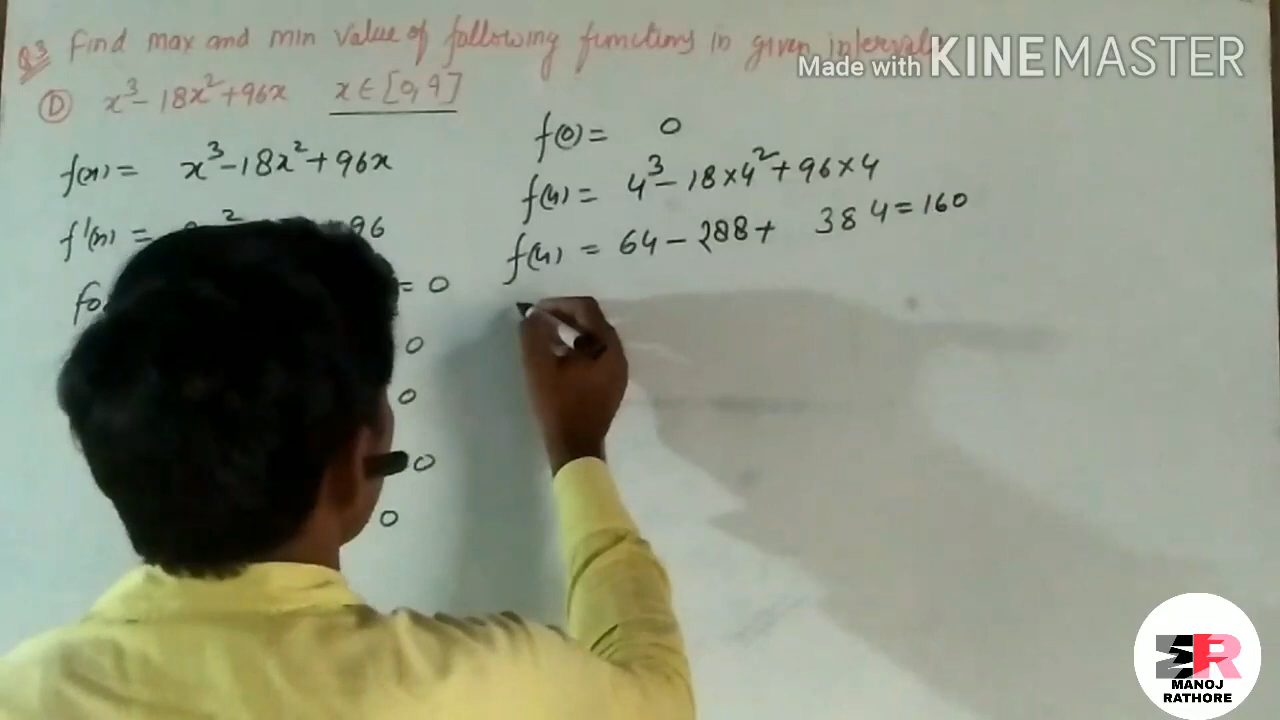 Q3 Find max and min value of following functions in given intervals
Made with KINEMASTER
D x³ - 18x² + 96x x ∈ [0, 9]
f(x) = x³ - 18x² + 96x
f'(x) = 96
= 0
0
0
0
0
f(0) = 0
f(4) = 4³ - 18 × 4² + 96 × 4
f(4) = 64 - 288 + 384 = 160
MANOJ
RATHORE